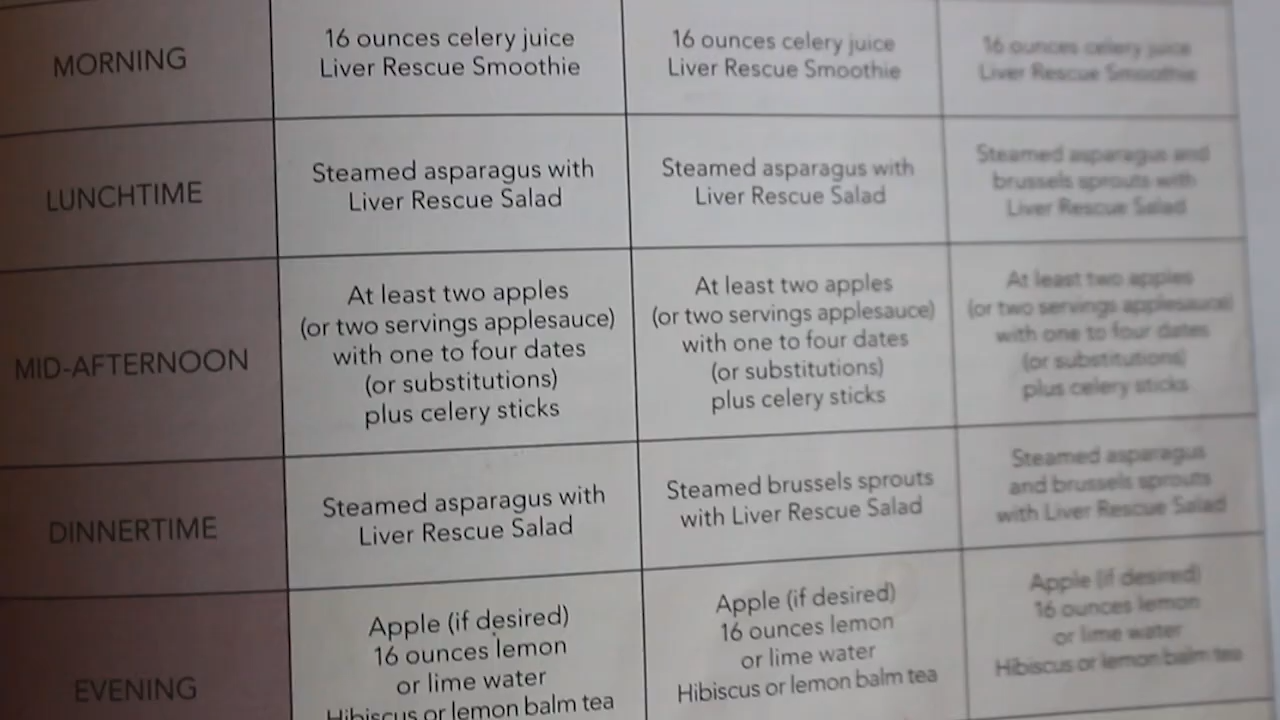 MORNING
16 ounces celery juice
Liver Rescue Smoothie
16 ounces celery juice
Liver Rescue Smoothie
16 ounces celery juice
Liver Rescue Smoothie
LUNCHTIME
Steamed asparagus with
Liver Rescue Salad
Steamed asparagus with
Liver Rescue Salad
Steamed asparagus and
brussels sprouts with
Liver Rescue Salad
MID-AFTERNOON
At least two apples
(or two servings applesauce)
with one to four dates
(or substitutions)
plus celery sticks
At least two apples
(or two servings applesauce)
with one to four dates
(or substitutions)
plus celery sticks
At least two apples
(or two servings applesauce)
with one to four dates
(or substitutions)
plus celery sticks
DINNERTIME
Steamed asparagus with
Liver Rescue Salad
Steamed brussels sprouts
with Liver Rescue Salad
Steamed asparagus
and brussels sprouts
with Liver Rescue Salad
EVENING
Apple (if desired)
16 ounces lemon
or lime water
Hibiscus or lemon balm tea
Apple (if desired)
16 ounces lemon
or lime water
Hibiscus or lemon balm tea
Apple (if desired)
16 ounces lemon
or lime water
Hibiscus or lemon balm tea